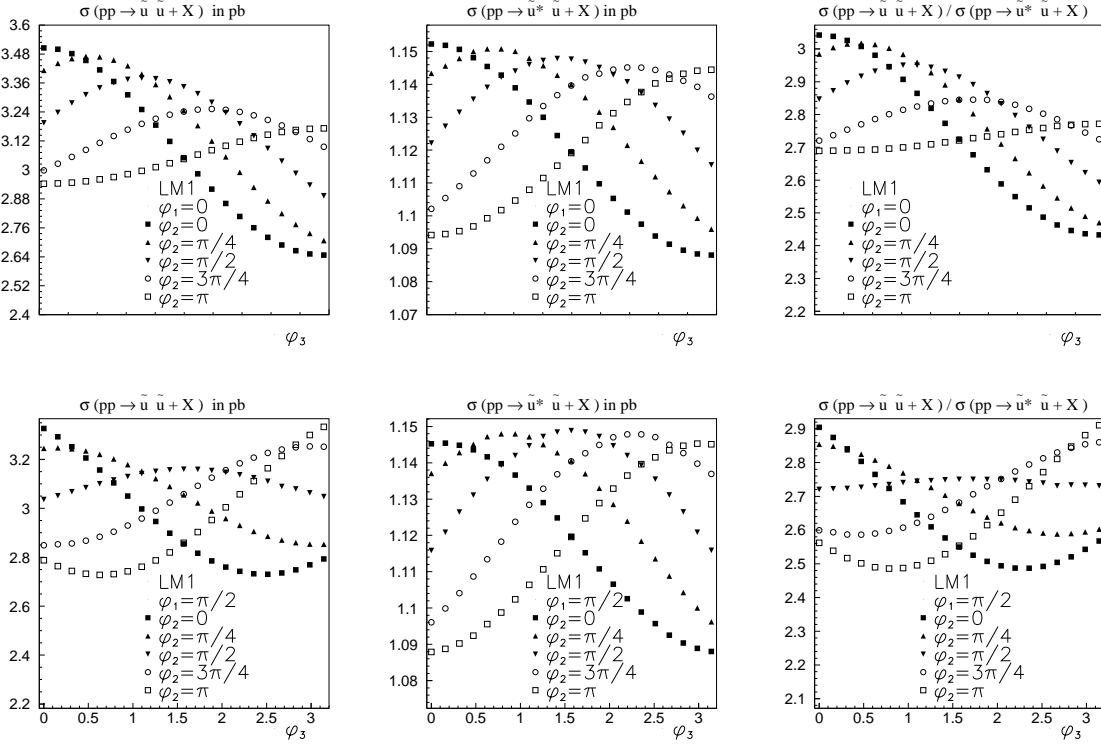 σ (pp → ũ ũ + X ) in pb
3.6
3.48
3.36
3.24
3.12
3
2.88
2.76
2.64
2.52
2.4
LM1
φ₁=0
φ₂=0
φ₂=π/4
φ₂=π/2
φ₂=3π/4
φ₂=π
φ₃
σ (pp → ũ* ũ + X) in pb
1.15
1.14
1.13
1.12
1.11
1.1
1.09
1.08
1.07
LM1
φ₁=0
φ₂=0
φ₂=π/4
φ₂=π/2
φ₂=3π/4
φ₂=π
φ₃
σ (pp → ũ ũ + X ) / σ (pp → ũ* ũ + X)
3
2.9
2.8
2.7
2.6
2.5
2.4
2.3
2.2
LM1
φ₁=0
φ₂=0
φ₂=π/4
φ₂=π/2
φ₂=3π/4
φ₂=π
φ₃
σ (pp → ũ ũ + X ) in pb
3.2
3
2.8
2.6
2.4
2.2
LM1
φ₁=π/2
φ₂=0
φ₂=π/4
φ₂=π/2
φ₂=3π/4
φ₂=π
0 0.5 1 1.5 2 2.5 3
φ₃
σ (pp → ũ* ũ + X) in pb
1.15
1.14
1.13
1.12
1.11
1.1
1.09
1.08
LM1
φ₁=π/2
φ₂=0
φ₂=π/4
φ₂=π/2
φ₂=3π/4
φ₂=π
0 0.5 1 1.5 2 2.5 3
φ₃
σ (pp → ũ ũ + X ) / σ (pp → ũ* ũ + X)
2.9
2.8
2.7
2.6
2.5
2.4
2.3
2.2
2.1
LM1
φ₁=π/2
φ₂=0
φ₂=π/4
φ₂=π/2
φ₂=3π/4
φ₂=π
0 0.5 1 1.5 2 2.5 3
φ₃